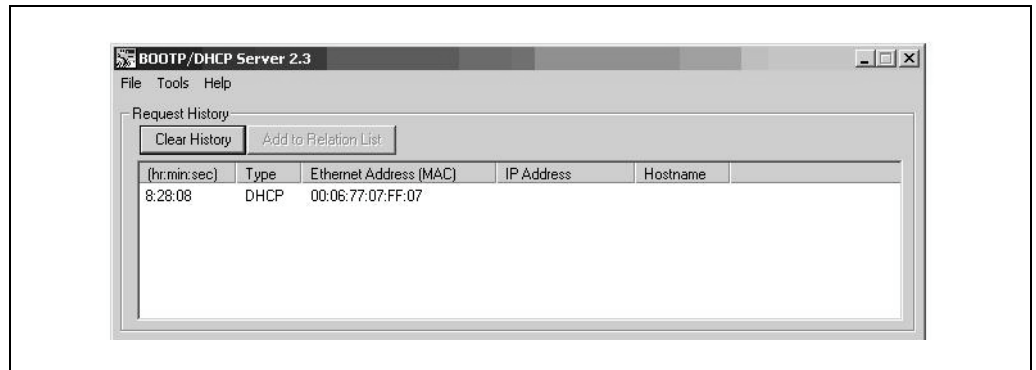 BOOTP/DHCP Server 2.3
File Tools Help
Request History
Clear History Add to Relation List
(hr:min:sec) Type Ethernet Address (MAC) IP Address Hostname
8:28:08 DHCP 00:06:77:07:FF:07